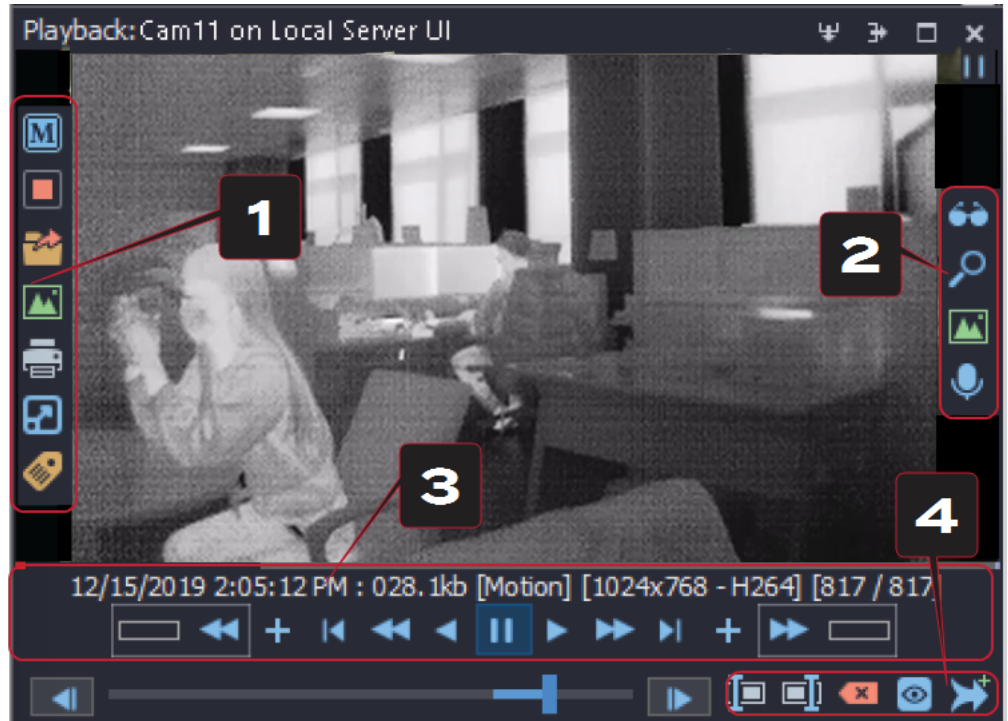 Playback: Cam11 on Local Server UI
M
1
2
3
4
12/15/2019 2:05:12 PM : 028.1kb [Motion] [1024x768 - H264] [817 / 817]